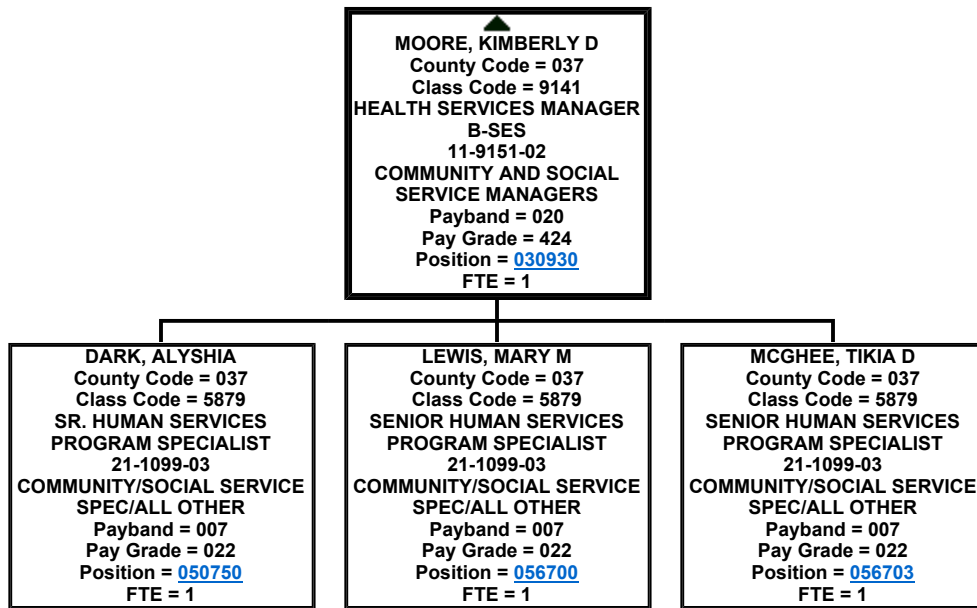 MOORE, KIMBERLY D
County Code = 037
Class Code = 9141
HEALTH SERVICES MANAGER
B-SES
11-9151-02
COMMUNITY AND SOCIAL
SERVICE MANAGERS
Payband = 020
Pay Grade = 424
Position = 030930
FTE = 1
DARK, ALYSHIA
County Code = 037
Class Code = 5879
SR. HUMAN SERVICES
PROGRAM SPECIALIST
21-1099-03
COMMUNITY/SOCIAL SERVICE
SPEC/ALL OTHER
Payband = 007
Pay Grade = 022
Position = 050750
FTE = 1
LEWIS, MARY M
County Code = 037
Class Code = 5879
SENIOR HUMAN SERVICES
PROGRAM SPECIALIST
21-1099-03
COMMUNITY/SOCIAL SERVICE
SPEC/ALL OTHER
Payband = 007
Pay Grade = 022
Position = 056700
FTE = 1
MCGHEE, TIKIA D
County Code = 037
Class Code = 5879
SENIOR HUMAN SERVICES
PROGRAM SPECIALIST
21-1099-03
COMMUNITY/SOCIAL SERVICE
SPEC/ALL OTHER
Payband = 007
Pay Grade = 022
Position = 056703
FTE = 1